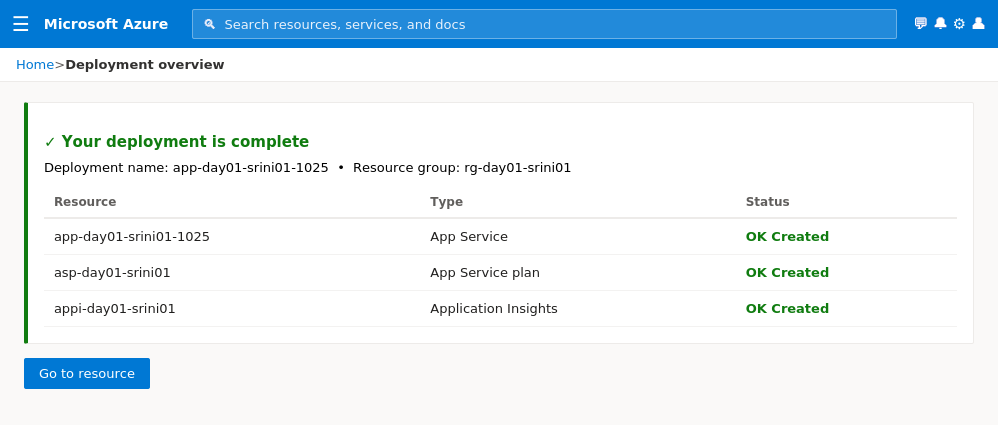 Microsoft Azure
Search resources, services, and docs
Home>Deployment overview
✓ Your deployment is complete
Deployment name: app-day01-srini01-1025 • Resource group: rg-day01-srini01
Resource Type Status
app-day01-srini01-1025 App Service OK Created
asp-day01-srini01 App Service plan OK Created
appi-day01-srini01 Application Insights OK Created
Go to resource